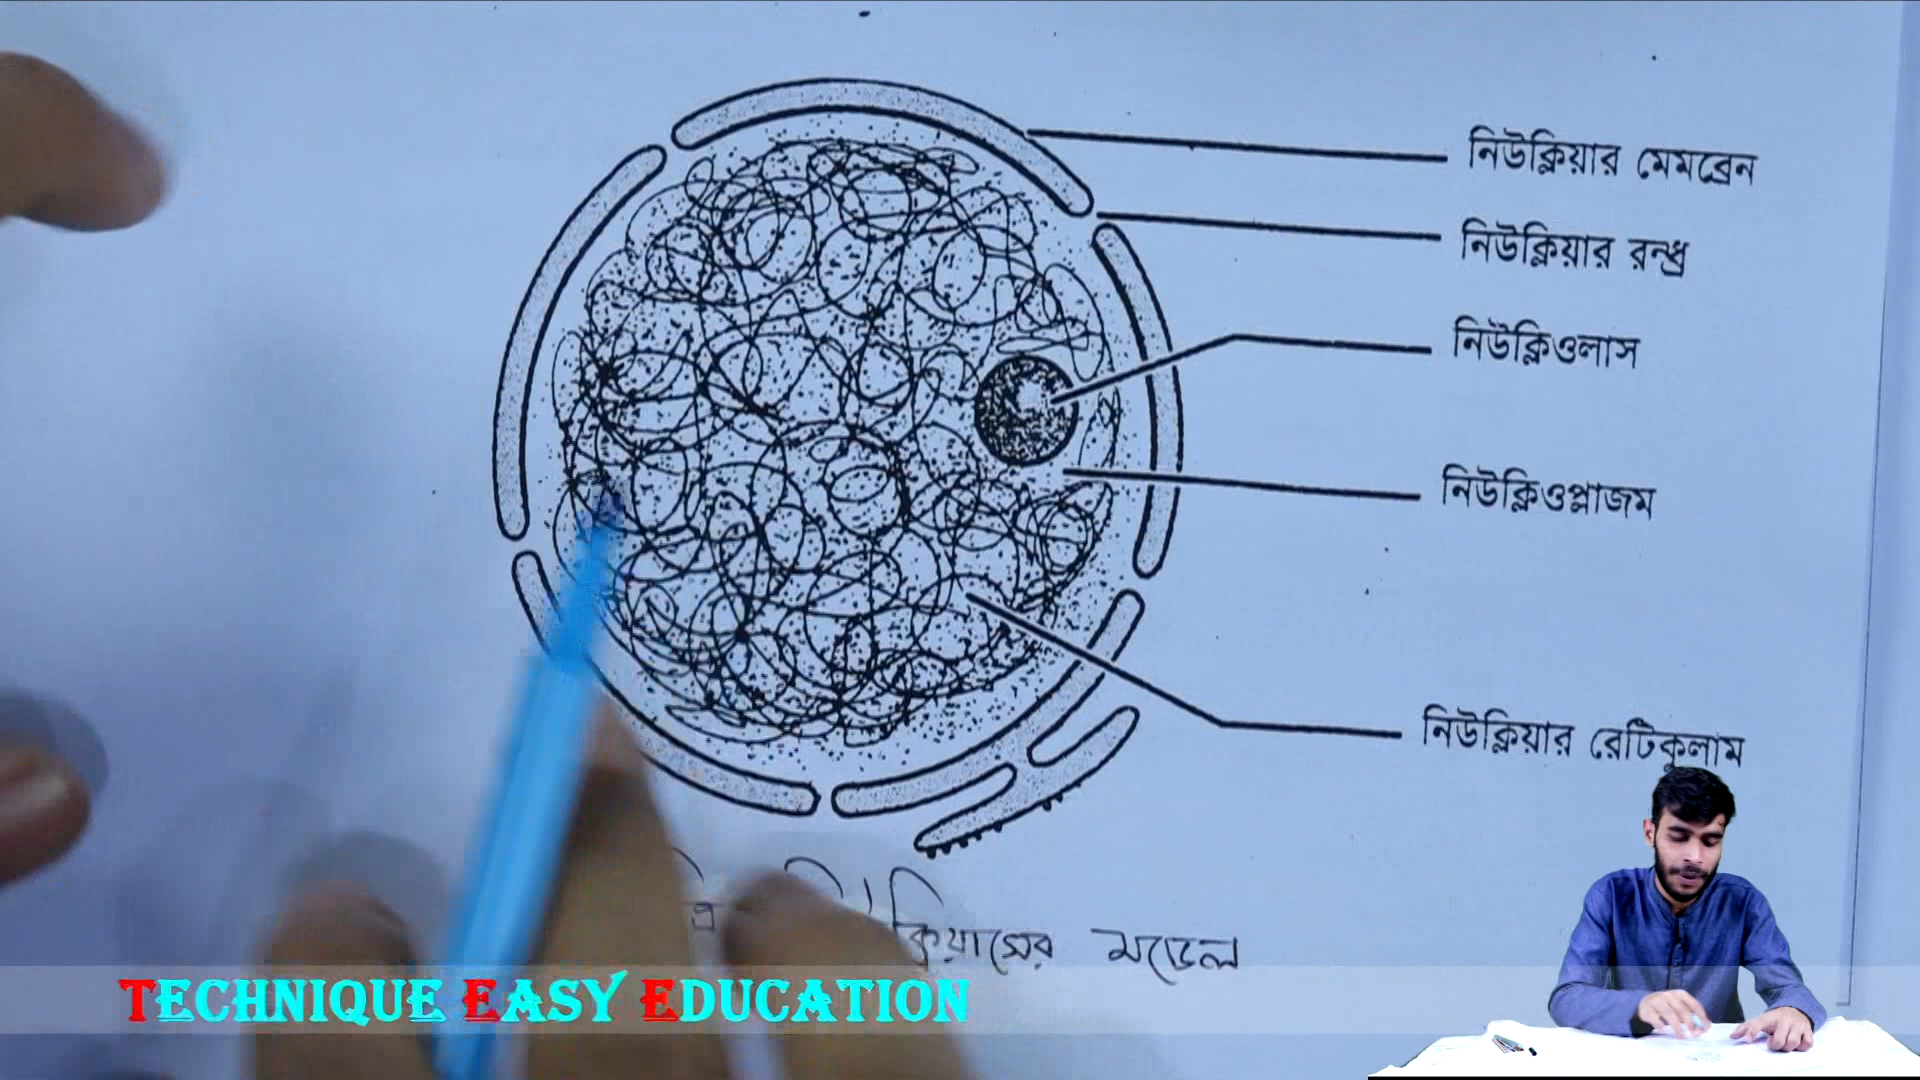 নিউক্লিয়ার মেমব্রেন
নিউক্লিয়ার রন্ধ্র
নিউক্লিওলাস
নিউক্লিওপ্লাজম
নিউক্লিয়ার রেটিকুলাম
মডেল
TECHNIQUE EASY EDUCATION